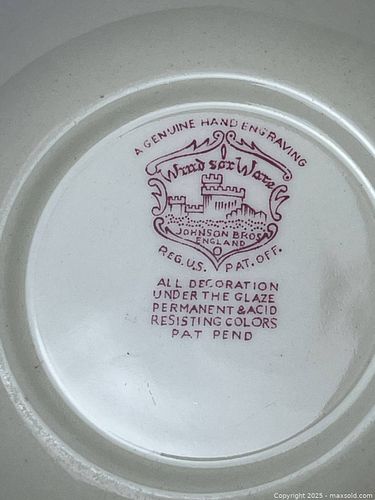 A GENUINE HAND ENGRAVING
Windsor Ware
JOHNSON BROS
ENGLAND
REG. U.S. PAT. OFF.
ALL DECORATION
UNDER THE GLAZE
PERMANENT & ACID
RESISTING COLORS
PAT PEND
Copyright 2025 - maxsold.com